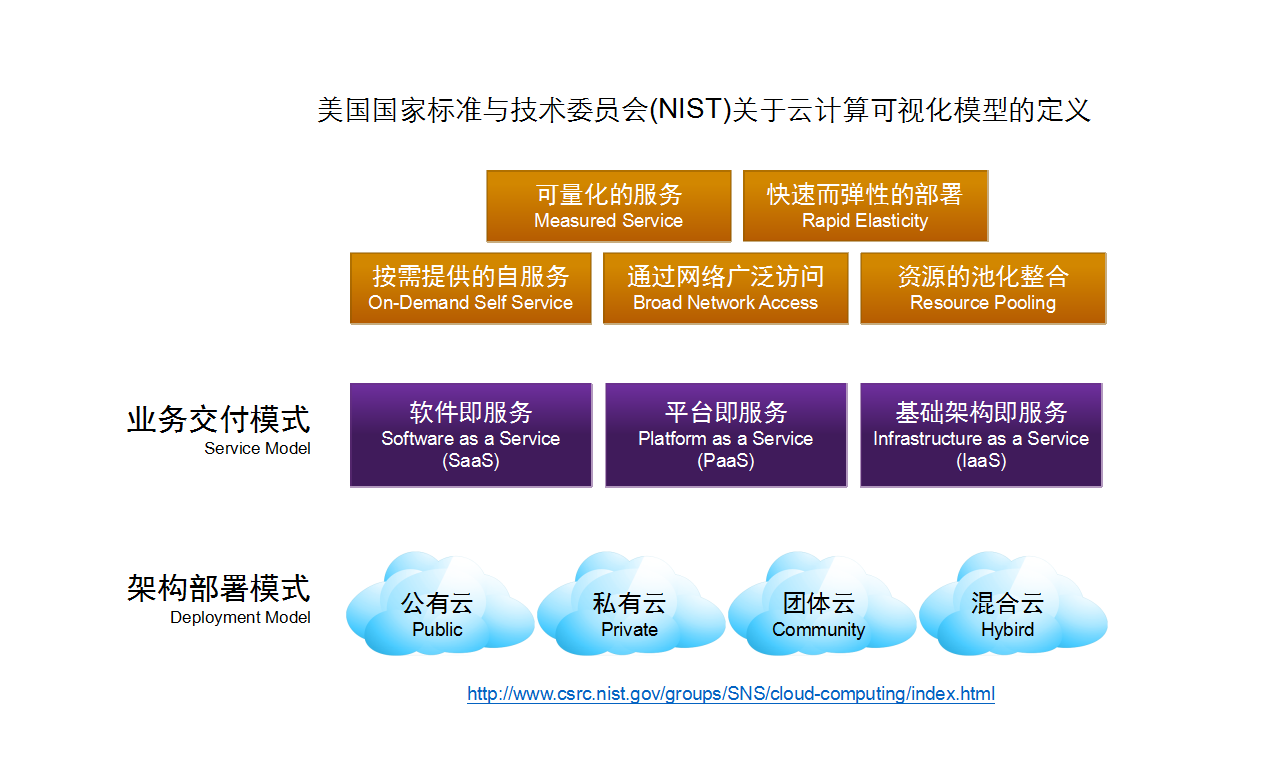 美国国家标准与技术委员会(NIST)关于云计算可视化模型的定义
可量化的服务
Measured Service
快速而弹性的部署
Rapid Elasticity
按需提供的自服务
On-Demand Self Service
通过网络广泛访问
Broad Network Access
资源的池化整合
Resource Pooling
业务交付模式
Service Model
软件即服务
Software as a Service
(SaaS)
平台即服务
Platform as a Service
(PaaS)
基础架构即服务
Infrastructure as a Service
(IaaS)
架构部署模式
Deployment Model
公有云
Public
私有云
Private
团体云
Community
混合云
Hybird
http://www.csrc.nist.gov/groups/SNS/cloud-computing/index.html